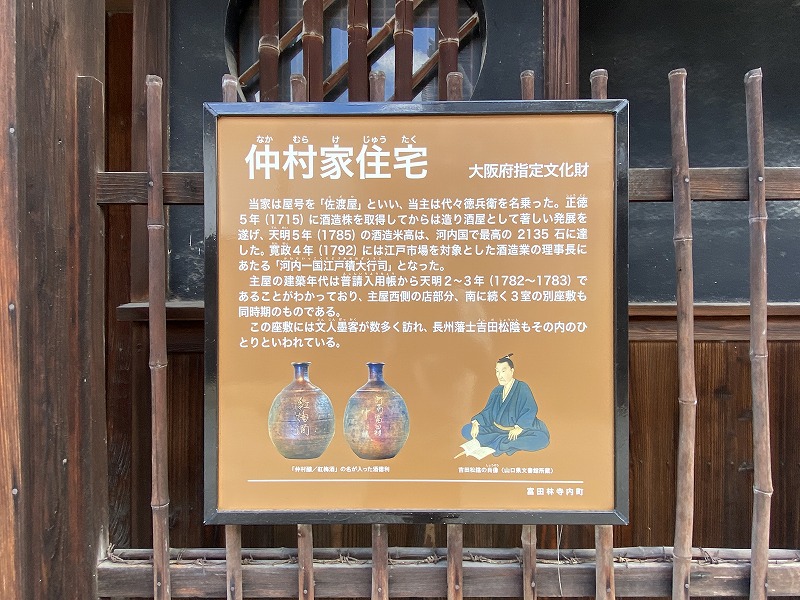 なか むら け じゅう たく
仲村家住宅
大阪府指定文化財
当家は屋号を「佐渡屋」といい、当主は代々徳兵衛を名乗った。正徳
５年（1715）に酒造株を取得してからは造り酒屋として著しい発展を
遂げ、天明５年（1785）の酒造米高は、河内国で最高の 2135 石に達
した。寛政４年（1792）には江戸市場を対象とした酒造業の理事長に
あたる「河内一国江戸積大行司」となった。
主屋の建築年代は普請入用帳から天明２〜３年（1782〜1783）で
あることがわかっており、主屋西側の店部分、南に続く３室の別座敷も
同時期のものである。
この座敷には文人墨客が数多く訪れ、長州藩士吉田松陰もその内のひ
とりといわれている。
「仲村醸／紅梅酒」の名が入った酒徳利
吉田松陰の肖像（山口県文書館所蔵）
富田林寺内町